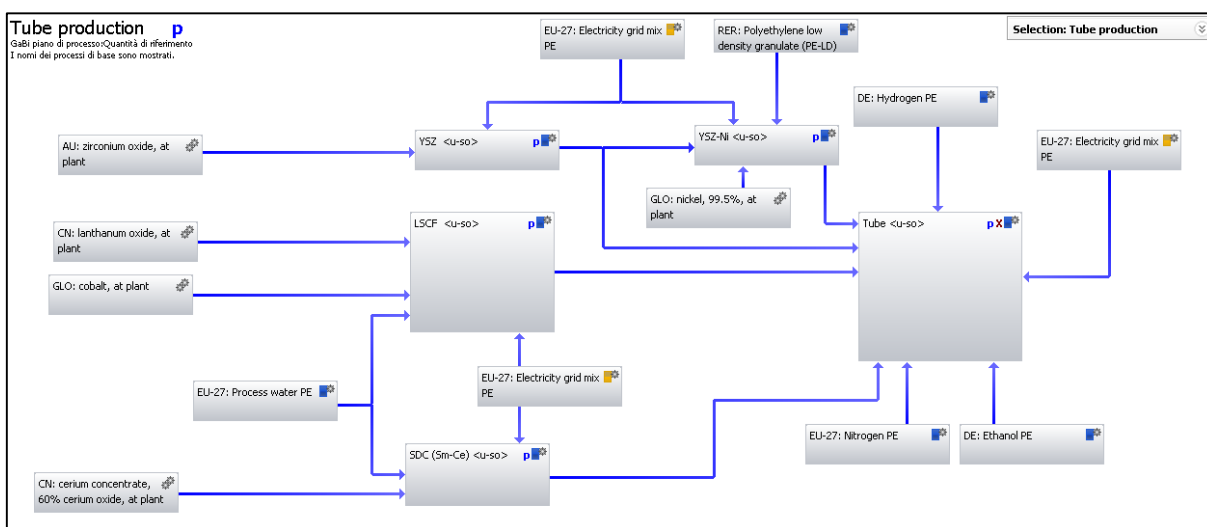 Tube production p
GaBi piano di processo:Quantità di riferimento
I nomi dei processi di base sono mostrati.
Selection: Tube production
EU-27: Electricity grid mix
PE
RER: Polyethylene low
density granulate (PE-LD)
DE: Hydrogen PE
AU: zirconium oxide, at
plant
YSZ <u-so> p
YSZ-Ni <u-so> p
EU-27: Electricity grid mix
PE
GLO: nickel, 99.5%, at
plant
CN: lanthanum oxide, at
plant
LSCF <u-so> p
Tube <u-so> p X
GLO: cobalt, at plant
EU-27: Process water PE
EU-27: Electricity grid mix
PE
EU-27: Nitrogen PE
DE: Ethanol PE
SDC (Sm-Ce) <u-so> p
CN: cerium concentrate,
60% cerium oxide, at plant